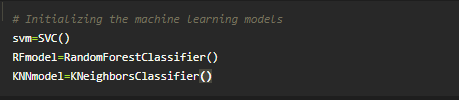 # Initializing the machine learning models
svm=SVC()
RFmodel=RandomForestClassifier()
KNNmodel=KNeighborsClassifier()